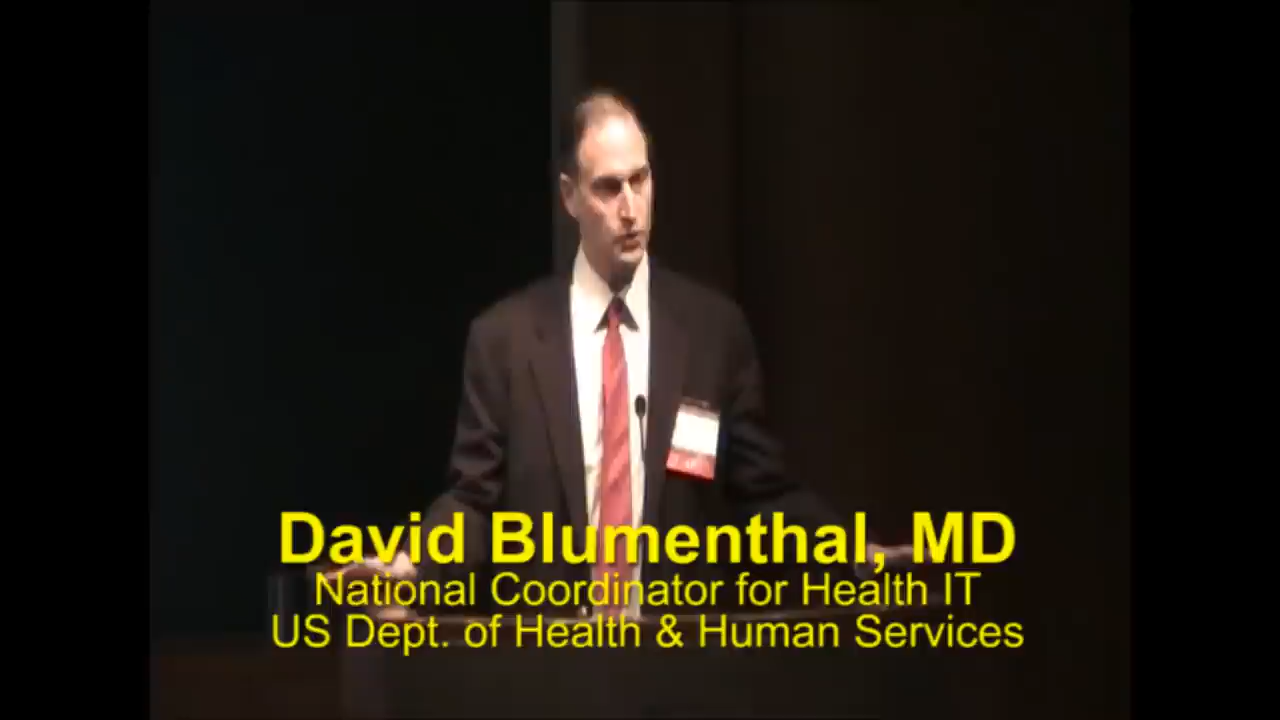 David Blumenthal, MD
National Coordinator for Health IT
US Dept. of Health & Human Services